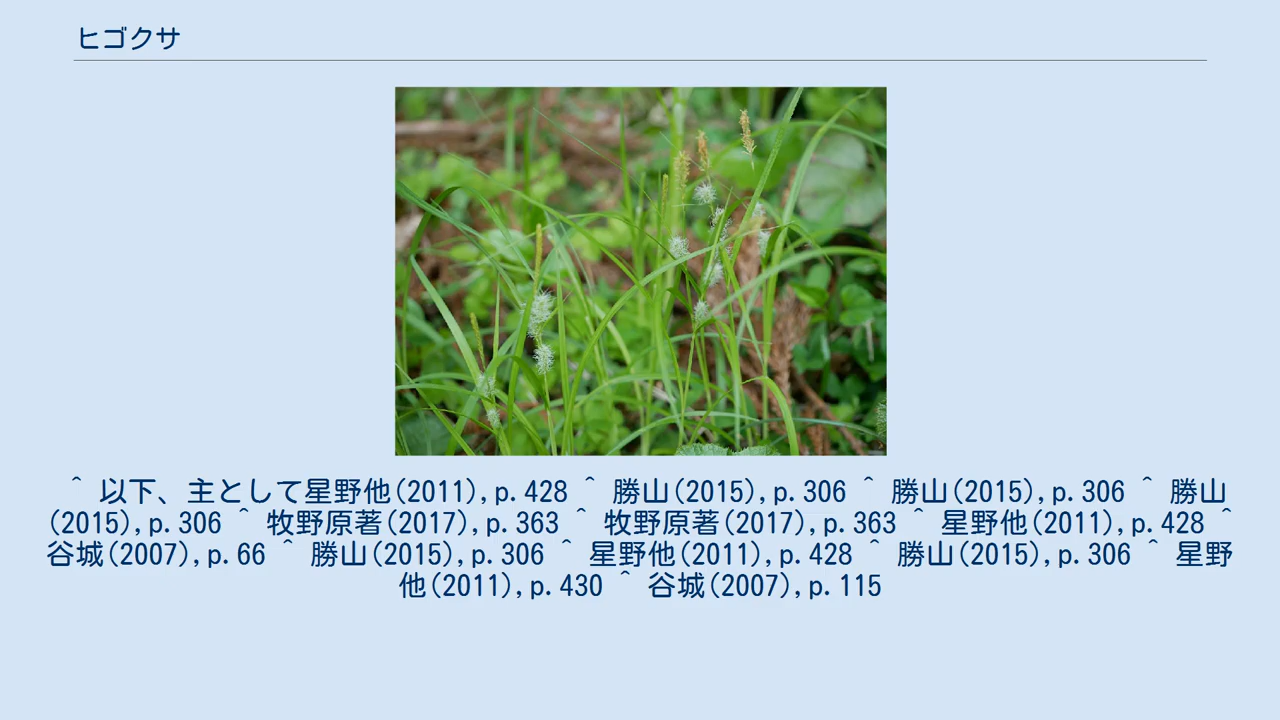 ヒゴクサ
^ 以下、主として星野他(2011),p.428 ^ 勝山(2015),p.306 ^ 勝山(2015),p.306 ^ 勝山
(2015),p.306 ^ 牧野原著(2017),p.363 ^ 牧野原著(2017),p.363 ^ 星野他(2011),p.428 ^
谷城(2007),p.66 ^ 勝山(2015),p.306 ^ 星野他(2011),p.428 ^ 勝山(2015),p.306 ^ 星野
他(2011),p.430 ^ 谷城(2007),p.115